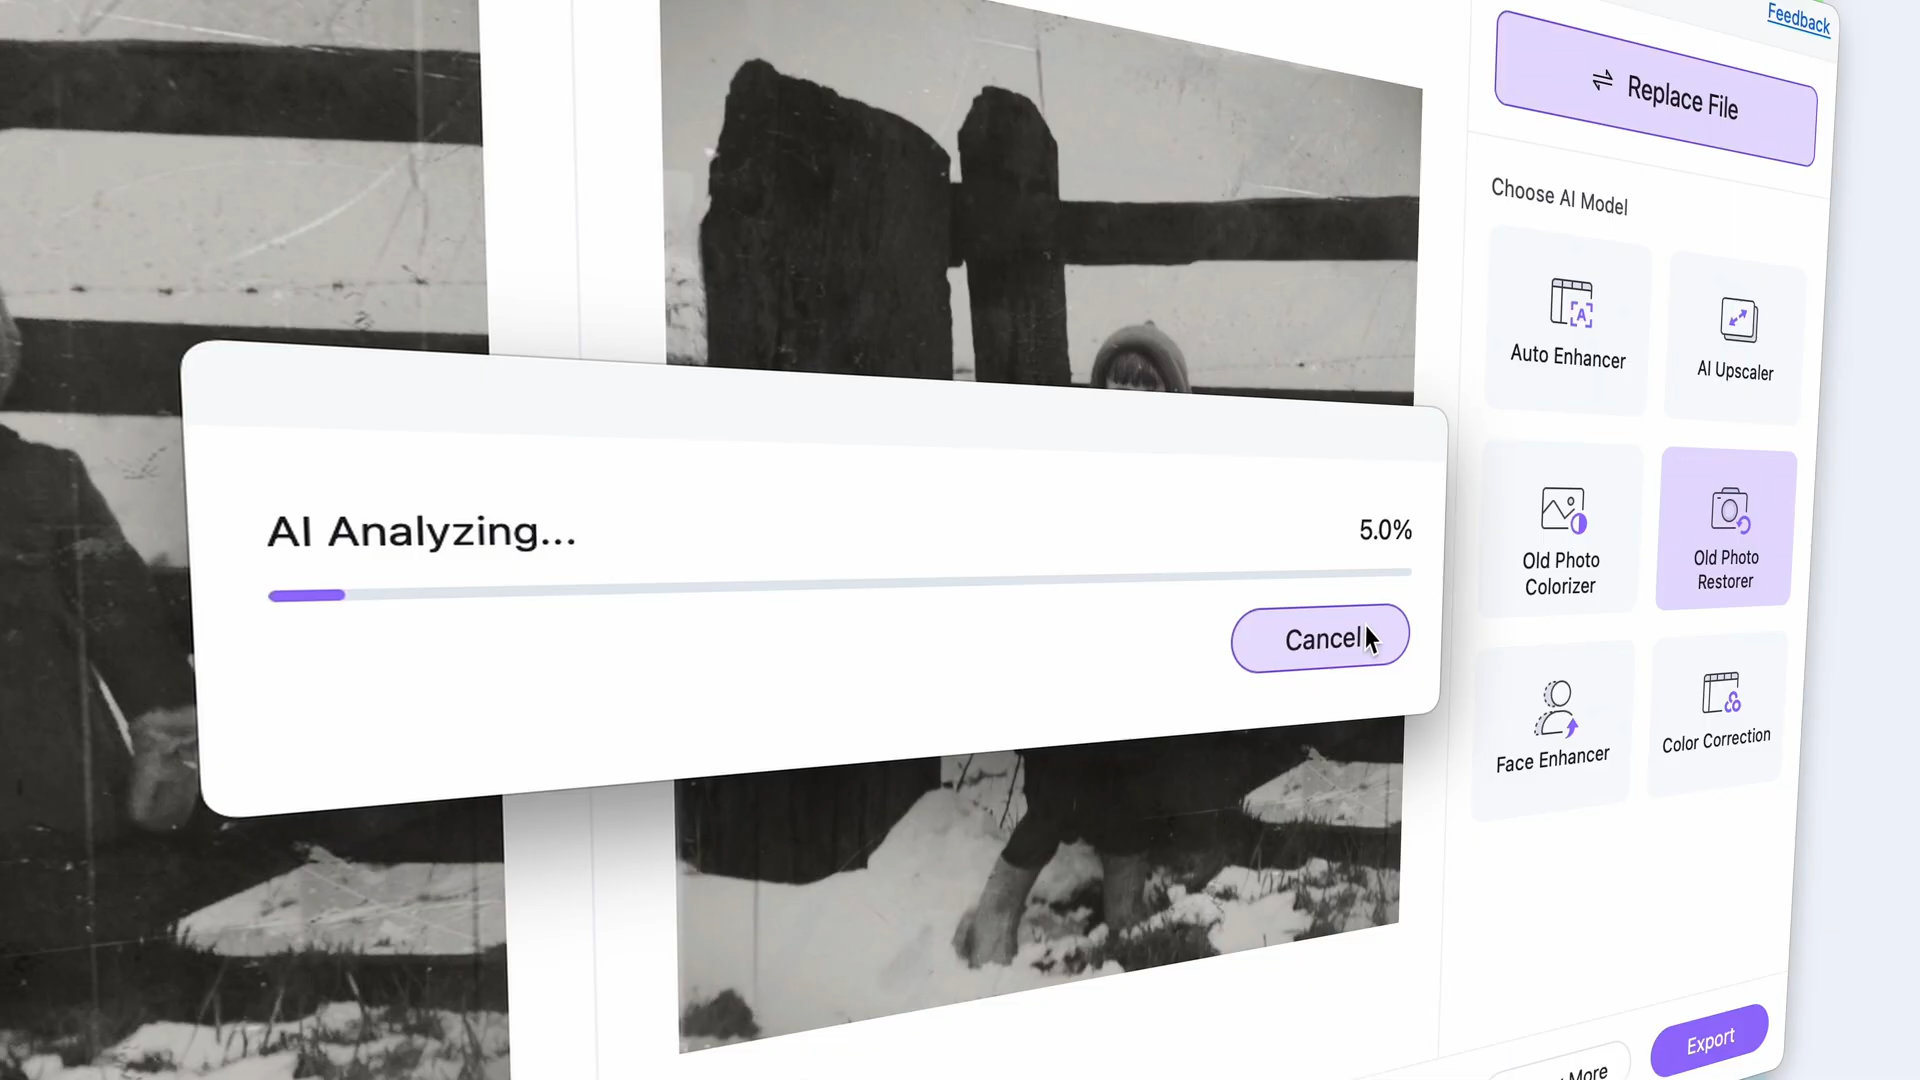 Feedback
Replace File
Choose AI Model
Auto Enhancer
AI Upscaler
Old Photo
Colorizer
Old Photo
Restorer
Face Enhancer
Color Correction
AI Analyzing...
5.0%
Cancel
More
Export